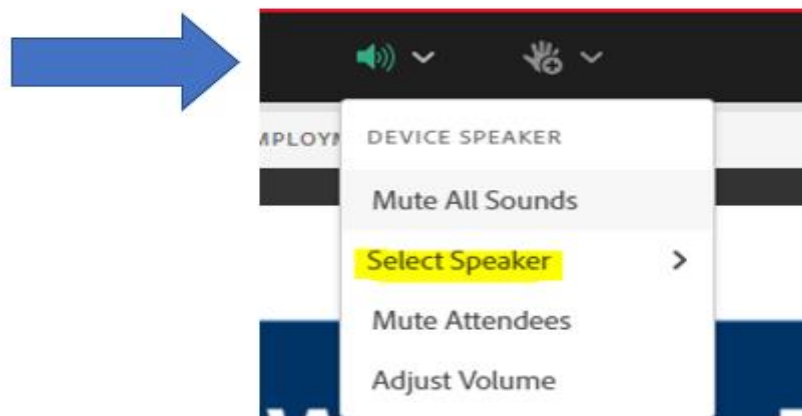 DEVICE SPEAKER
Mute All Sounds
Select Speaker
Mute Attendees
Adjust Volume